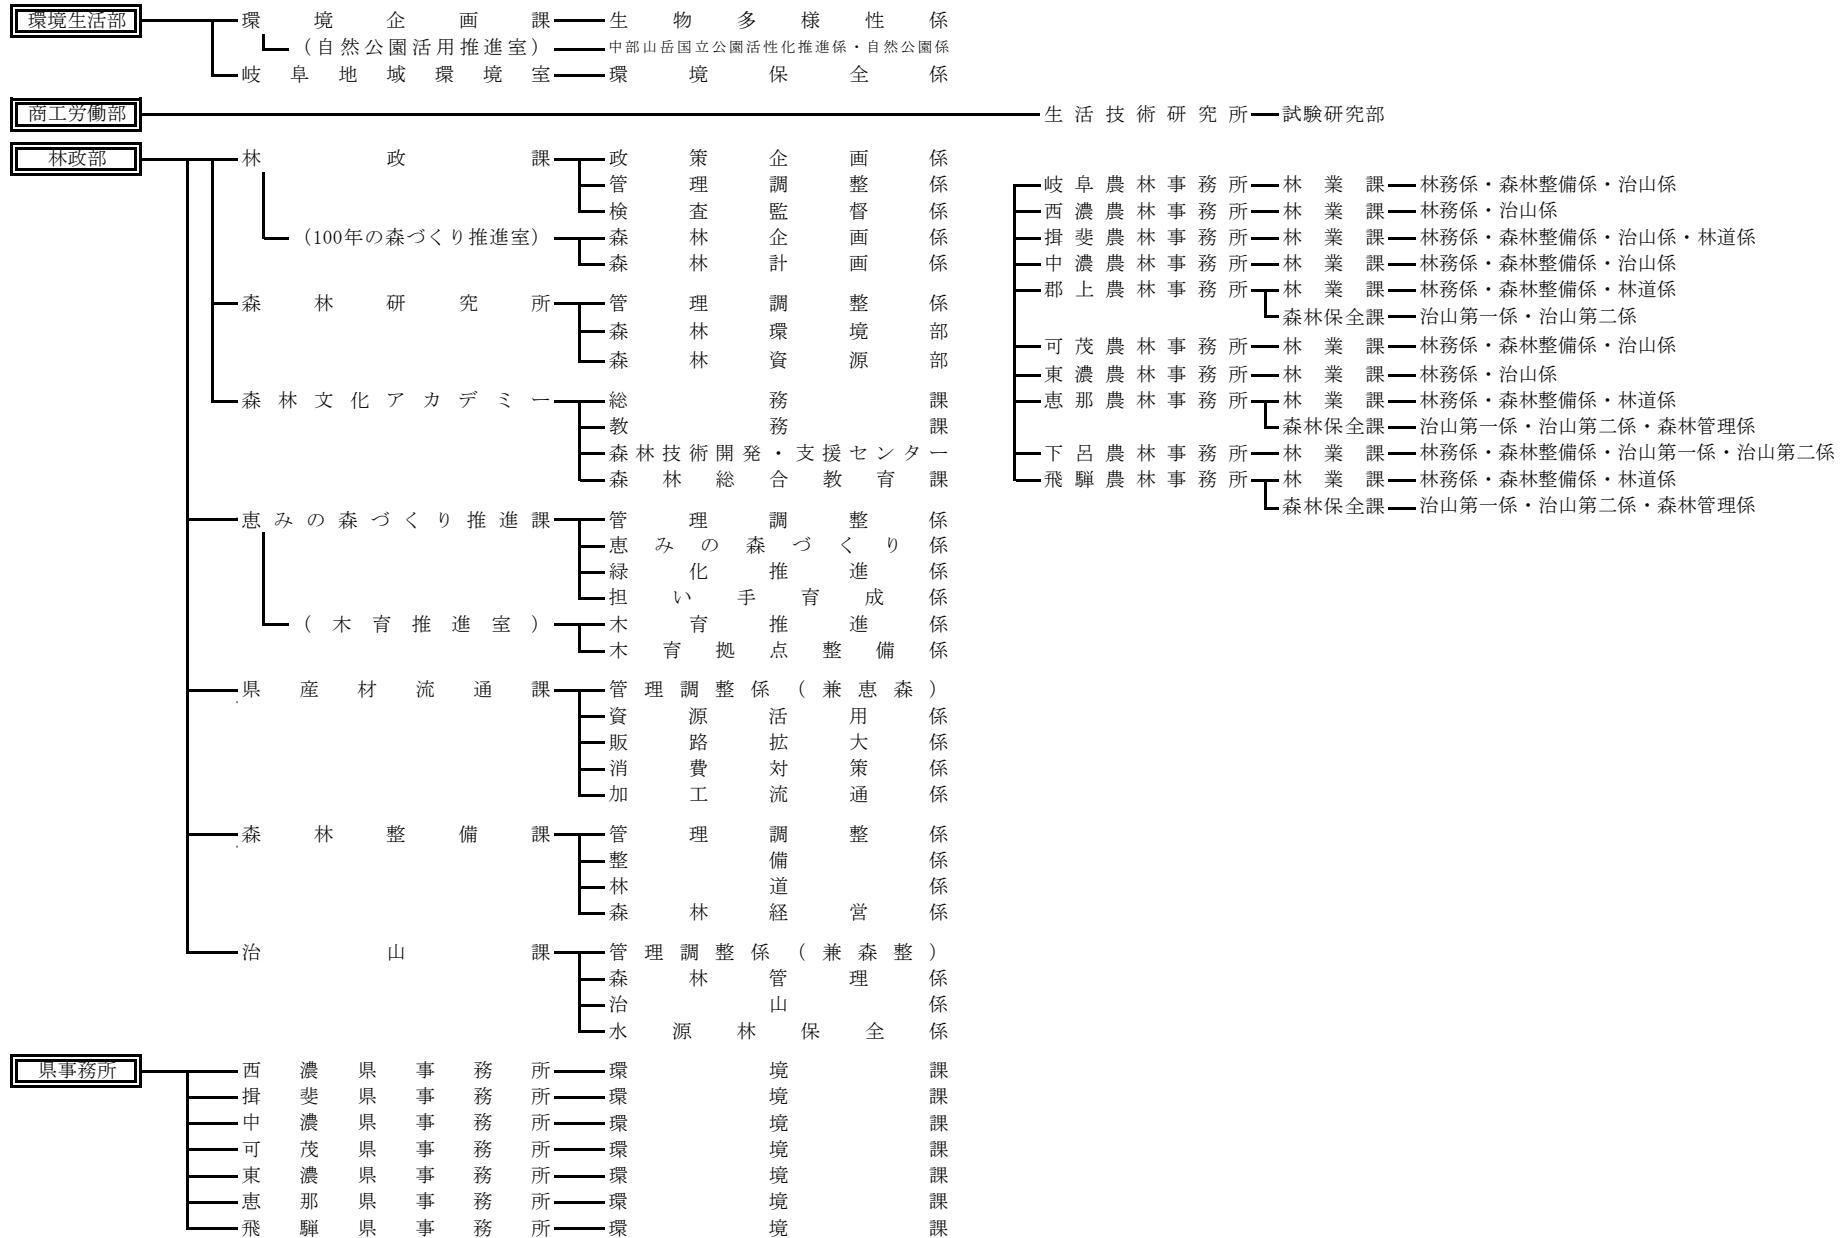 環境生活部 環境企画課 生物多様性係
（自然公園活用推進室） 中部山岳国立公園活性化推進係・自然公園係
岐阜地域環境室 環境保全係
商工労働部 生活技術研究所 試験研究部
林政部 林政課 政策企画係
管理調整係
検査監督係
（100年の森づくり推進室） 森林企画係
森林計画係
森林研究所 管理調整係
森林環境部
森林資源部
森林文化アカデミー 総務課
教務課
森林技術開発・支援センター
森林総合教育課
恵みの森づくり推進課 管理調整係
恵みの森づくり係
緑化推進係
担い手育成係
（木育推進室） 木育推進係
木育拠点整備係
県産材流通課 管理調整係（兼恵森）
資源活用係
販路拡大係
消費対策係
加工流通係
森林整備課 管理調整係
整備係
林道係
森林経営係
治山課 管理調整係（兼森整）
森林管理係
治山係
水源林保全係
岐阜農林事務所 林業課 林務係・森林整備係・治山係
西濃農林事務所 林業課 林務係・治山係
揖斐農林事務所 林業課 林務係・森林整備係・治山係・林道係
中濃農林事務所 林業課 林務係・森林整備係・治山係
郡上農林事務所 林業課 林務係・森林整備係・林道係
森林保全課 治山第一係・治山第二係
可茂農林事務所 林業課 林務係・森林整備係・治山係
東濃農林事務所 林業課 林務係・治山係
恵那農林事務所 林業課 林務係・森林整備係・林道係
森林保全課 治山第一係・治山第二係・森林管理係
下呂農林事務所 林業課 林務係・森林整備係・治山第一係・治山第二係
飛騨農林事務所 林業課 林務係・森林整備係・林道係
森林保全課 治山第一係・治山第二係・森林管理係
県事務所 西濃県事務所 環境課
揖斐県事務所 環境課
中濃県事務所 環境課
可茂県事務所 環境課
東濃県事務所 環境課
恵那県事務所 環境課
飛騨県事務所 環境課